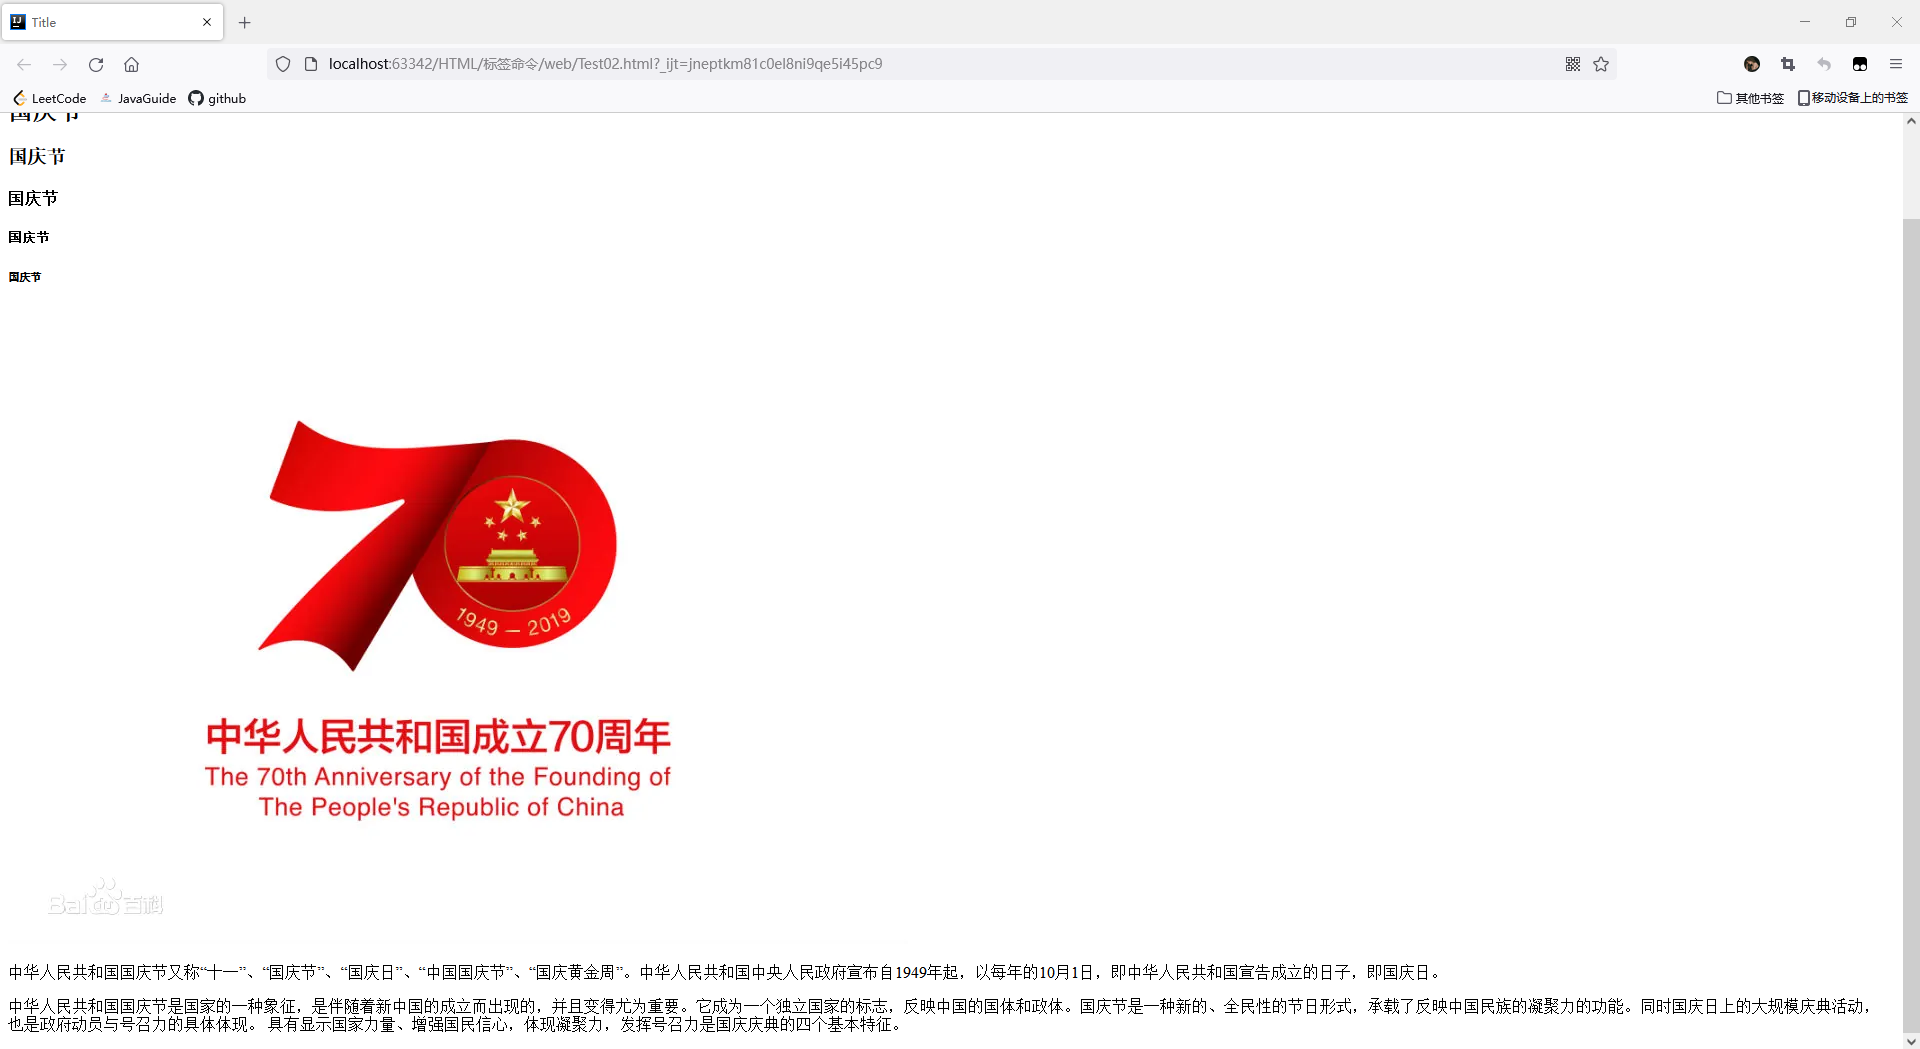 Title
localhost:63342/HTML/标签命令/web/Test02.html?_ijt=jneptkm81c0el8ni9qe5i45pc9
LeetCode JavaGuide github 其他书签 移动设备上的书签
国庆节
国庆节
国庆节
国庆节
国庆节
70
1949 — 2019
中华人民共和国成立70周年
The 70th Anniversary of the Founding of
The People's Republic of China
Bai du 百科
中华人民共和国国庆节又称“十一”、“国庆节”、“国庆日”、“中国国庆节”、“国庆黄金周”。中华人民共和国中央人民政府宣布自1949年起，以每年的10月1日，即中华人民共和国宣告成立的日子，即国庆日。
中华人民共和国国庆节是国家的一种象征，是伴随着新中国的成立而出现的，并且变得尤为重要。它成为一个独立国家的标志，反映中国的国体和政体。国庆节是一种新的、全民性的节日形式，承载了反映中国民族的凝聚力的功能。同时国庆日上的大规模庆典活动，
也是政府动员与号召力的具体体现。 具有显示国家力量、增强国民信心，体现凝聚力，发挥号召力是国庆庆典的四个基本特征。